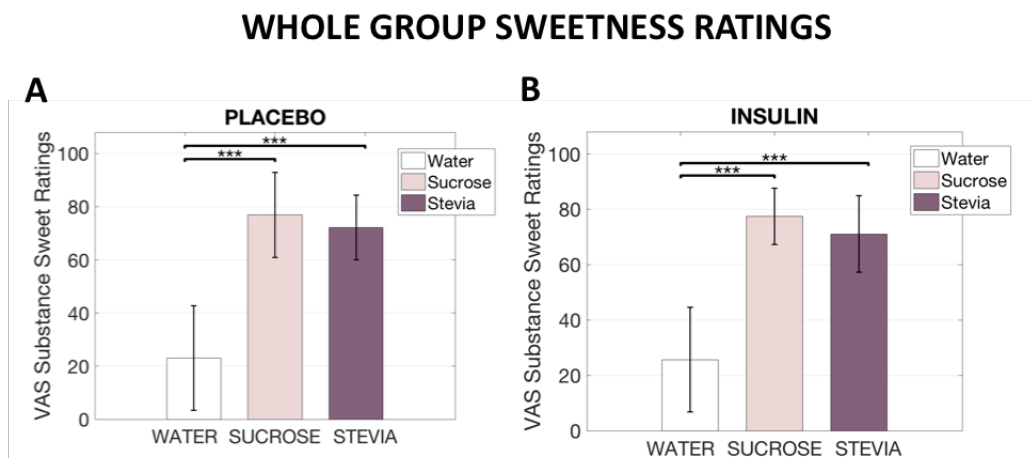 WHOLE GROUP SWEETNESS RATINGS
A
PLACEBO
VAS Substance Sweet Ratings
100
80
60
40
20
0
***
***
Water
Sucrose
Stevia
WATER SUCROSE STEVIA
B
INSULIN
VAS Substance Sweet Ratings
100
80
60
40
20
0
***
***
Water
Sucrose
Stevia
WATER SUCROSE STEVIA